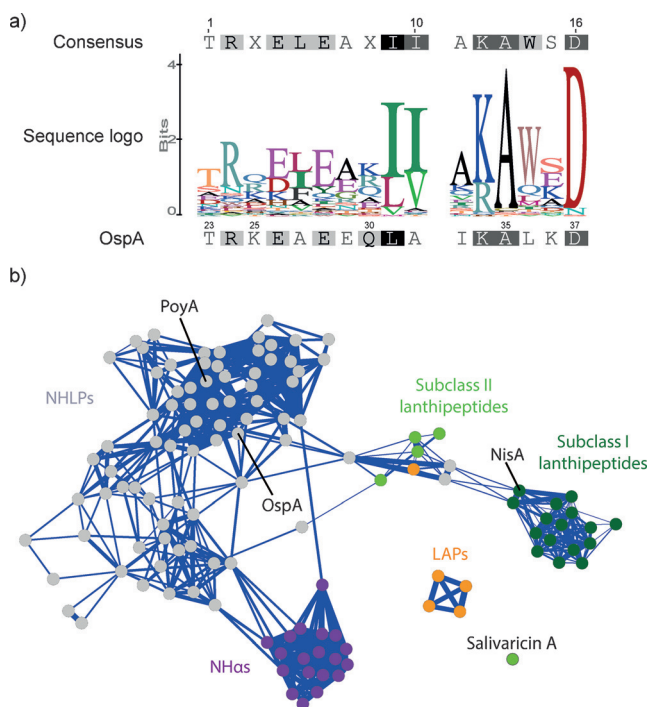 a)
1 10 16
Consensus T R X E L E A X I I A K A W S D
4
Sequence logo
Bits
2
0
23 25 30 35 37
OspA T R K E A E E Q L A I K A L K D
b)
PoyA
NHLPs
Subclass II
lanthipeptides
Subclass I
lanthipeptides
NisA
OspA
LAPs
Salivaricin A
NHαs